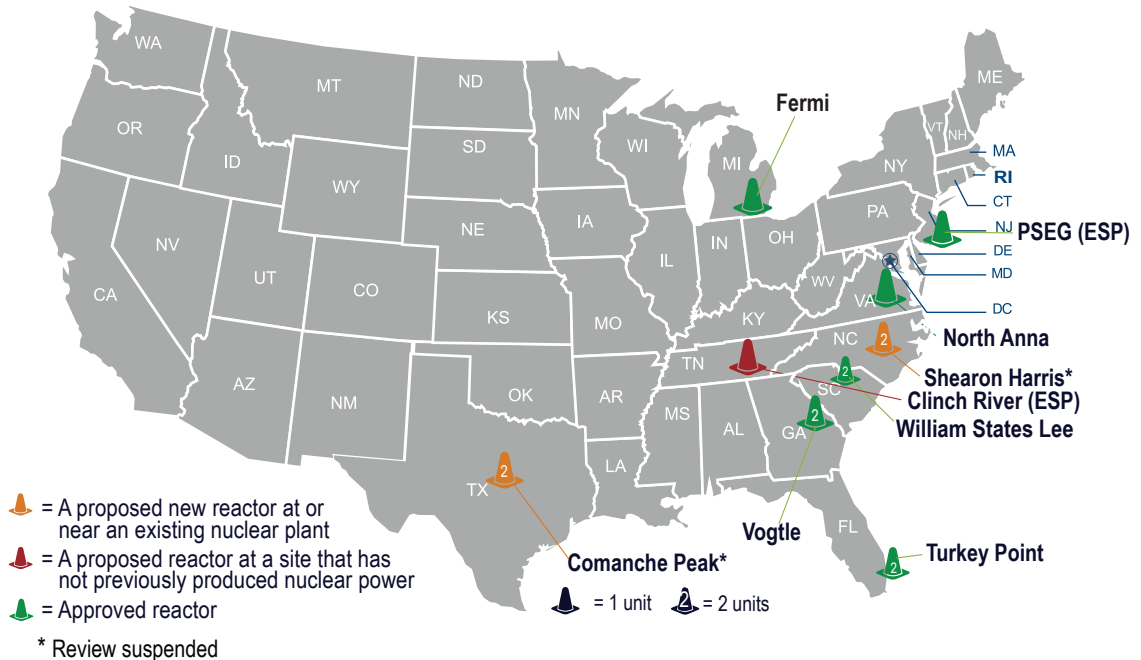 WA
MT
ND
MN
ME
Fermi
OR
ID
SD
WI
MI
VT
NH
NY
MA
RI
CT
WY
IA
NE
PA
NJ
PSEG (ESP)
NV
UT
CO
IL
IN
OH
DE
MD
CA
KS
MO
WV
VA
DC
KY
North Anna
NC
2
TN
Shearon Harris*
AZ
NM
OK
AR
2
SC
Clinch River (ESP)
William States Lee
MS
AL
GA
2
LA
TX
2
FL
Vogtle
2
Turkey Point
Comanche Peak*
= 1 unit
2
= 2 units
= A proposed new reactor at or
near an existing nuclear plant
= A proposed reactor at a site that has
not previously produced nuclear power
= Approved reactor
* Review suspended